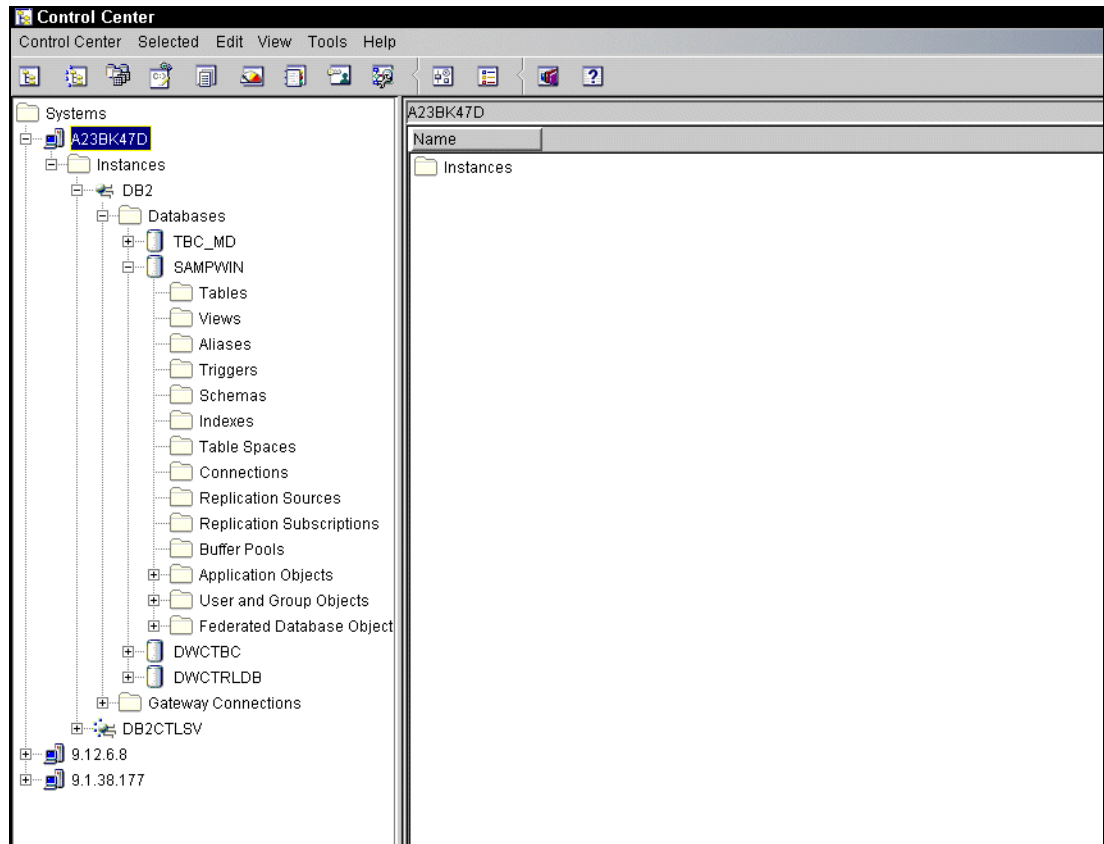 Control Center
Control Center Selected Edit View Tools Help
Systems
A23BK47D
Instances
DB2
Databases
TBC_MD
SAMPWIN
Tables
Views
Aliases
Triggers
Schemas
Indexes
Table Spaces
Connections
Replication Sources
Replication Subscriptions
Buffer Pools
Application Objects
User and Group Objects
Federated Database Object
DWCTBC
DWCTRLDB
Gateway Connections
DB2CTLSV
9.12.6.8
9.1.38.177
A23BK47D
Name
Instances